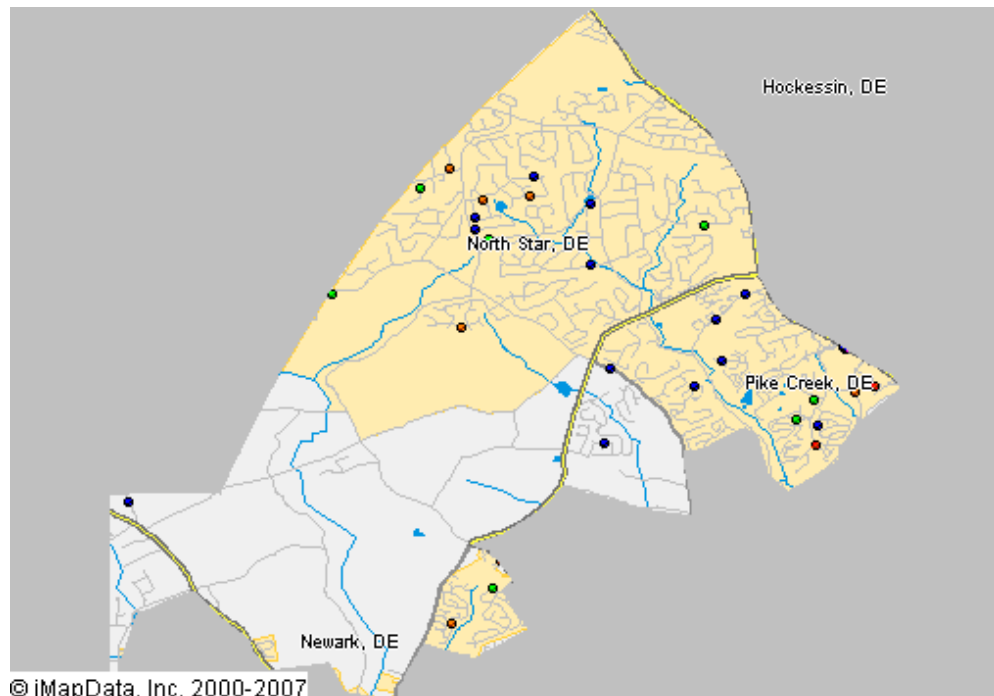 Hockessin, DE
North Star, DE
Pike Creek, DE
Newark, DE
© iMapData, Inc. 2000-2007